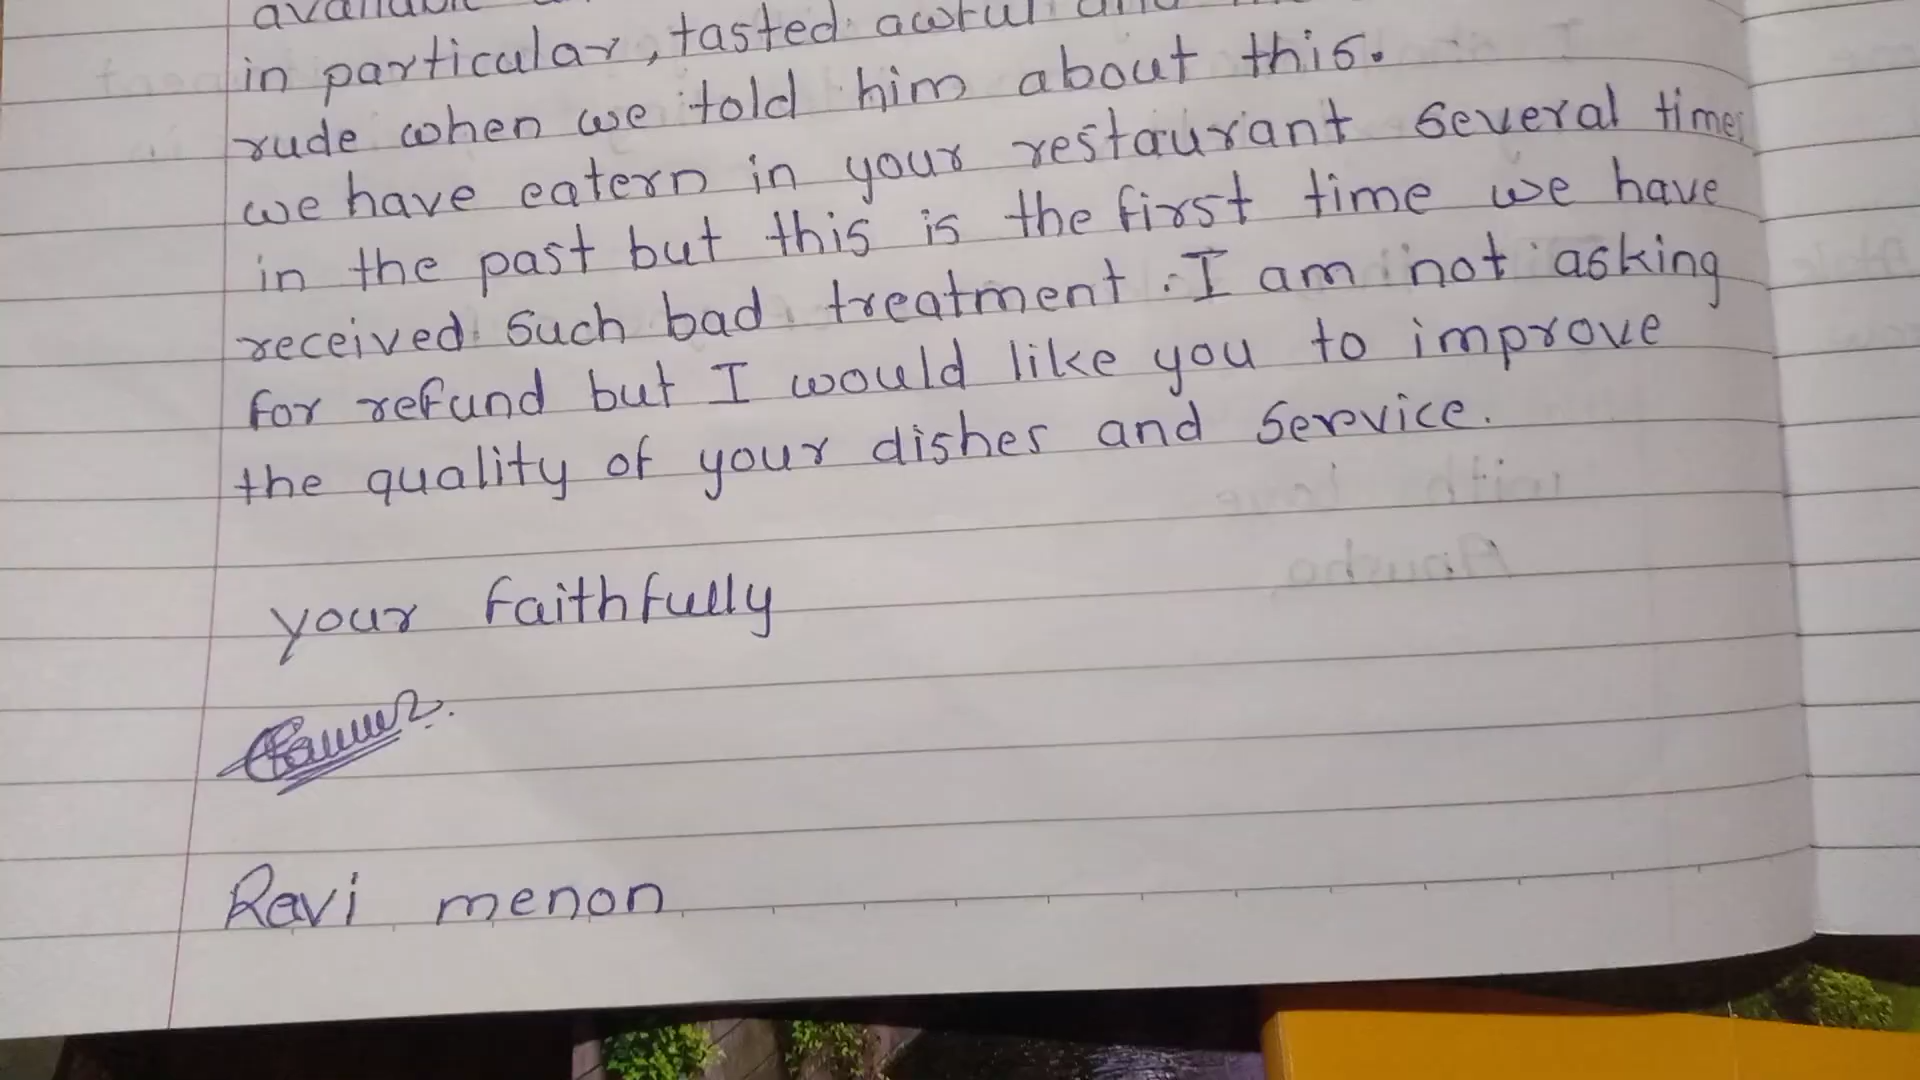 in particular, tasted awful
rude when we told him about this.
we have eatern in your restaurant several time
in the past but this is the first time we have
received such bad treatment. I am not asking
for refund but I would like you to improve
the quality of your dishes and service.
your faithfully
Ravi menon